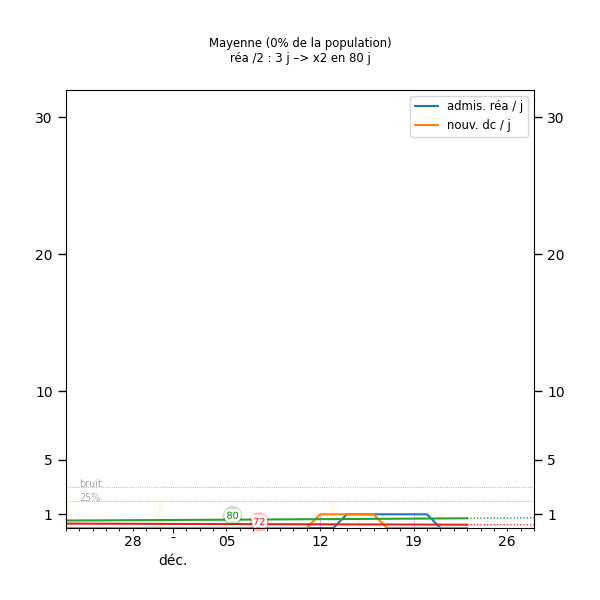 Mayenne (0% de la population)
réa /2 : 3 j –> x2 en 80 j
admis. réa / j
nouv. dc / j
30 30
20 20
10 10
5 5
bruit
25%
1 80 -72 1
28 - 05 12 19 26
déc.